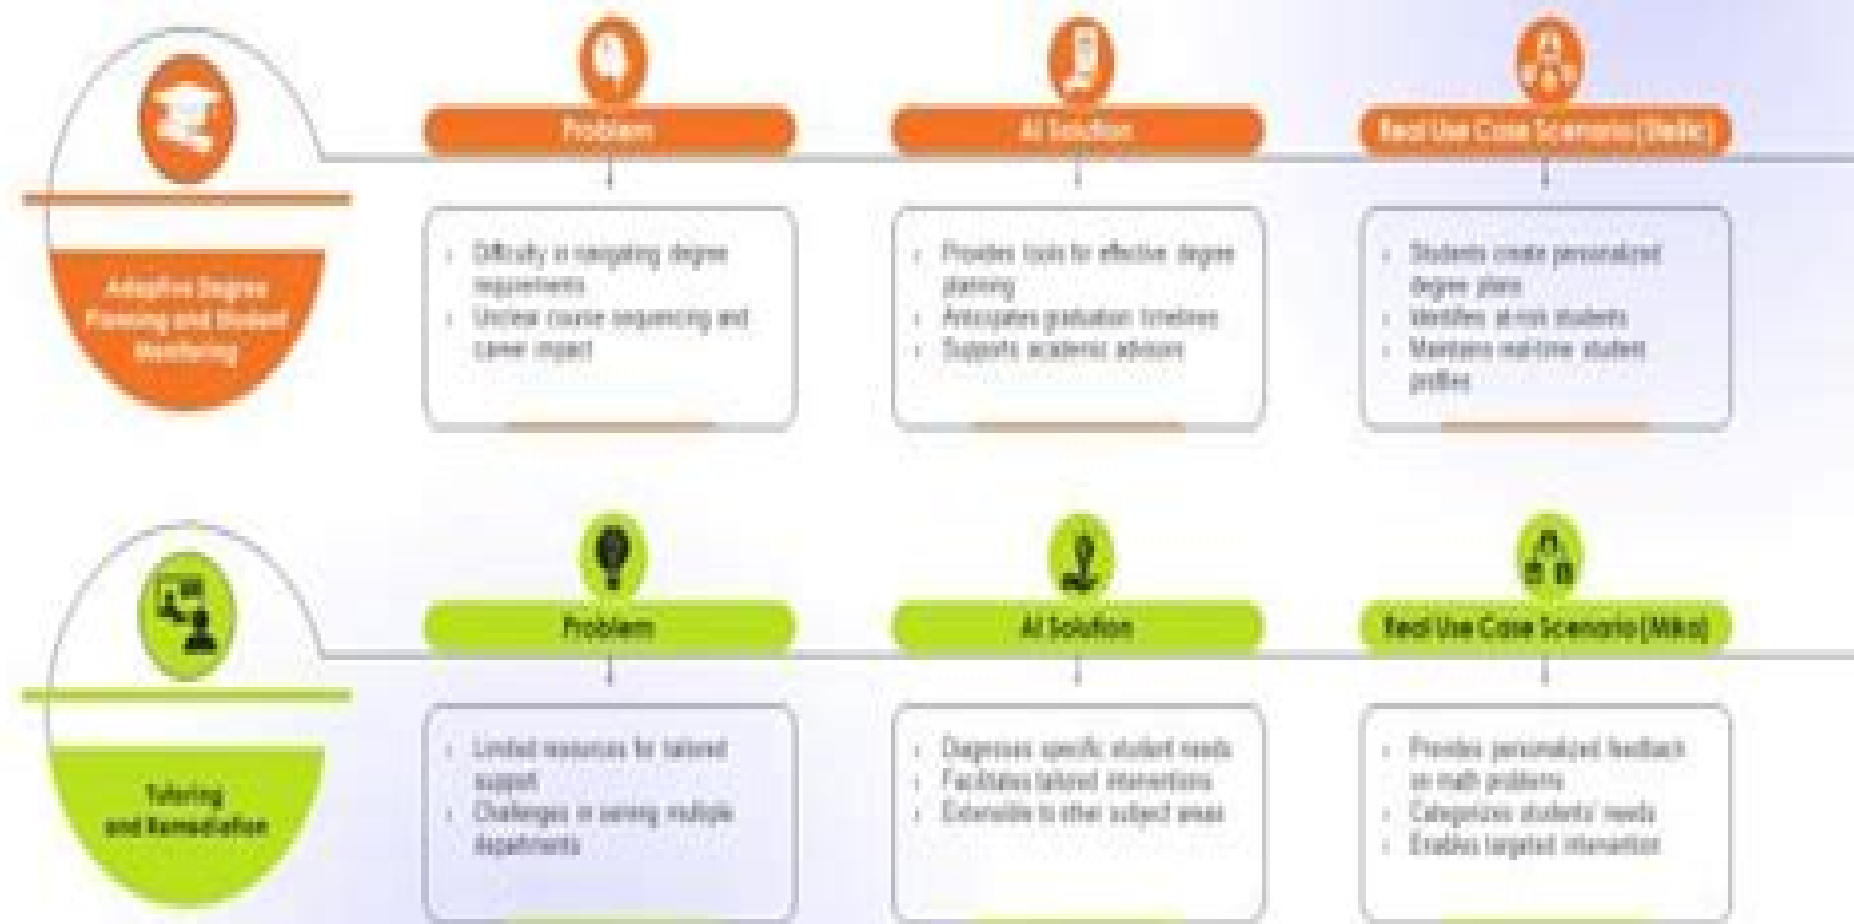 Adaptive Degree
Planning and Student
Monitoring
Problem
Difficulty in navigating degree
requirements
Unclear course sequencing and
career impact
AI Solution
Provides tools for effective degree
planning
Anticipates graduation timelines
Supports academic advisors
Real Use Case Scenario
Students create personalized
degree plans
Identifies at-risk students
Maintains real-time student
profiles
Tutoring
and Remediation
Problem
Limited resources for tailored
support
Challenges in serving multiple
departments
AI Solution
Diagnoses specific student needs
Facilitates tailored interventions
Extensible to other subject areas
Real Use Case Scenario (Mika)
Provides personalized feedback
on math problems
Categorizes students' needs
Enables targeted intervention